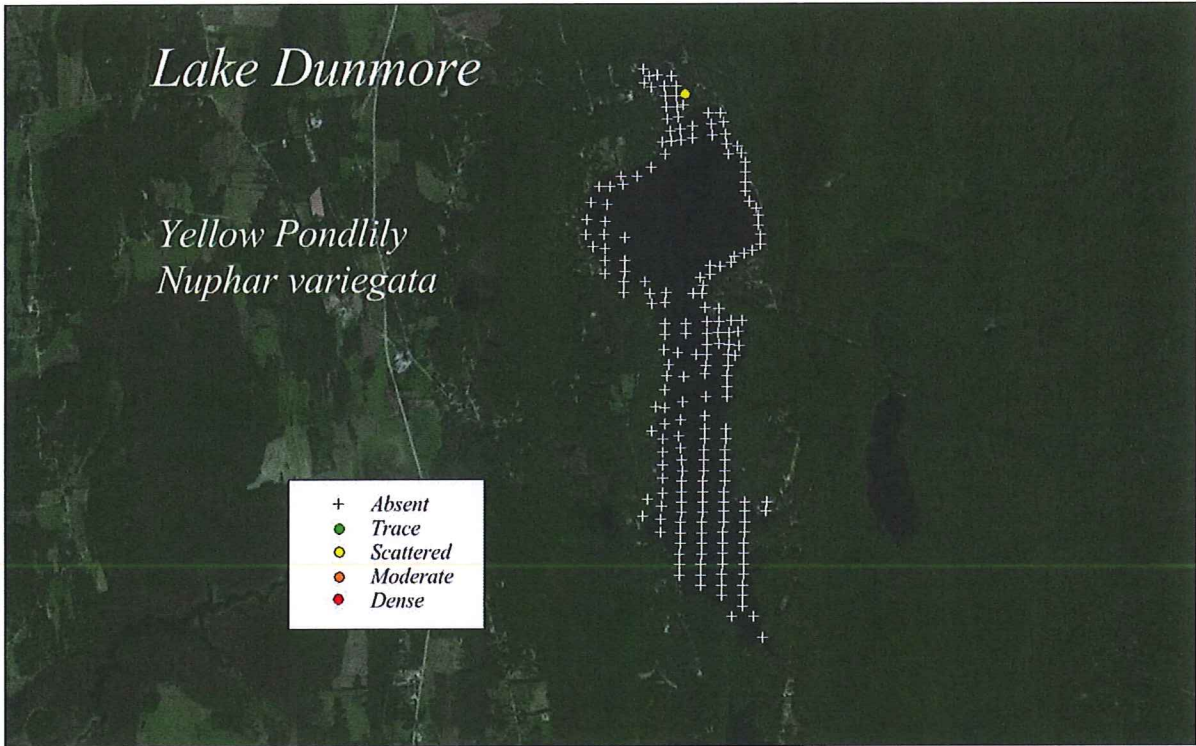 Lake Dunmore
Yellow Pondlily
Nuphar variegata
Absent
Trace
Scattered
Moderate
Dense